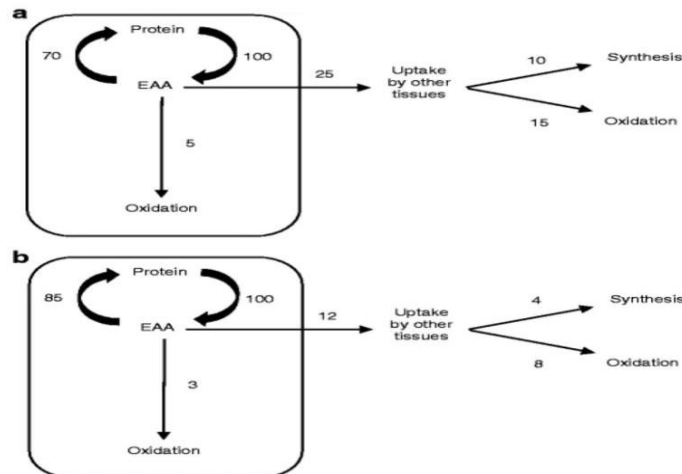 a
Protein
70
100
EAA
25
Uptake
by other
tissues
10
Synthesis
15
Oxidation
5
Oxidation
b
Protein
85
100
EAA
12
Uptake
by other
tissues
4
Synthesis
8
Oxidation
3
Oxidation